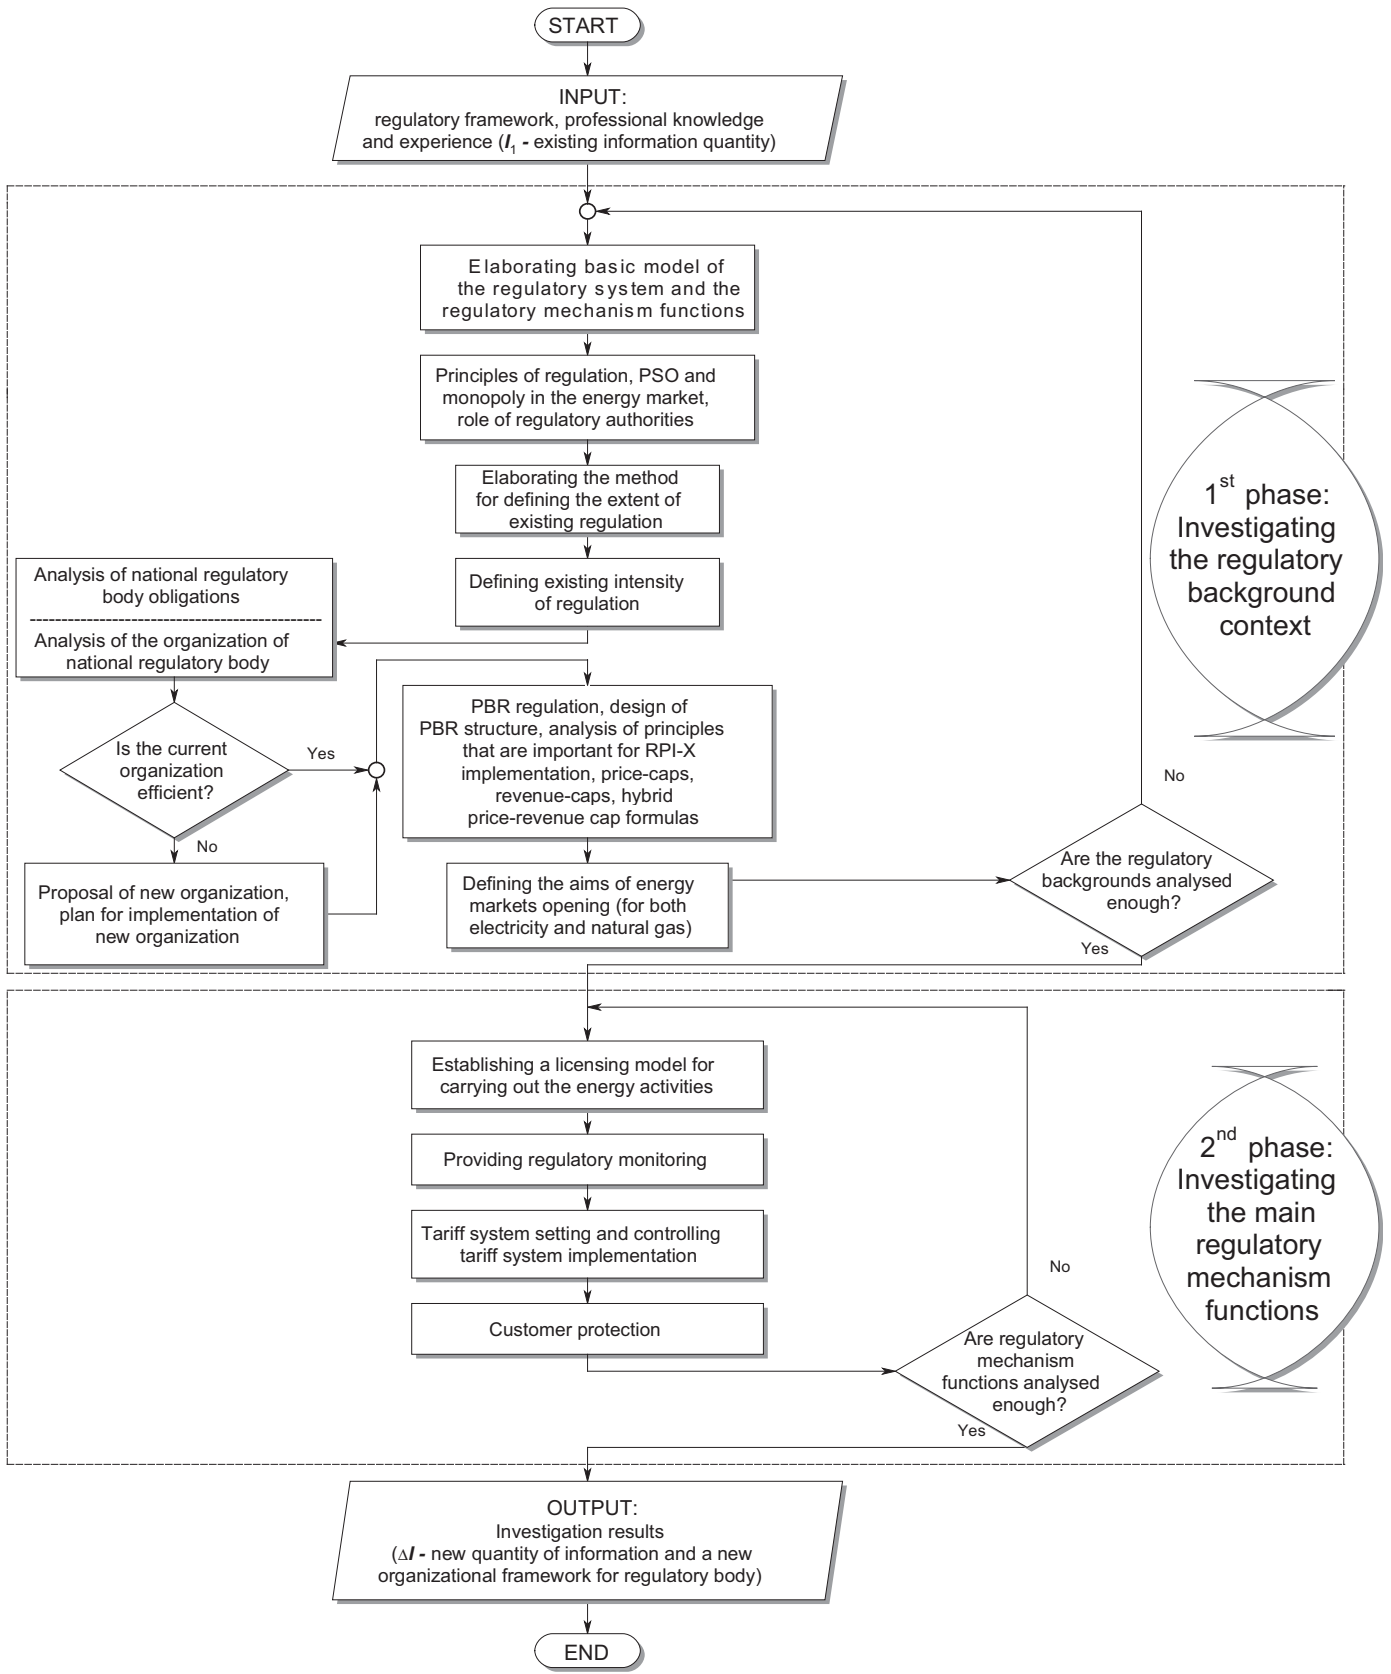 START
INPUT:
regulatory framework, professional knowledge
and experience (I1 - existing information quantity)
Elaborating basic model of
the regulatory system and the
regulatory mechanism functions
Principles of regulation, PSO and
monopoly in the energy market,
role of regulatory authorities
Elaborating the method
for defining the extent of
existing regulation
Defining existing intensity
of regulation
Analysis of national regulatory
body obligations
Analysis of the organization of
national regulatory body
Is the current
organization
efficient?
Yes
No
Proposal of new organization,
plan for implementation of
new organization
PBR regulation, design of
PBR structure, analysis of principles
that are important for RPI-X
implementation, price-caps,
revenue-caps, hybrid
price-revenue cap formulas
Defining the aims of energy
markets opening (for both
electricity and natural gas)
Are the regulatory
backgrounds analysed
enough?
No
Yes
1st phase:
Investigating
the regulatory
background
context
Establishing a licensing model for
carrying out the energy activities
Providing regulatory monitoring
Tariff system setting and controlling
tariff system implementation
Customer protection
Are regulatory
mechanism
functions analysed
enough?
No
Yes
2nd phase:
Investigating
the main
regulatory
mechanism
functions
OUTPUT:
Investigation results
(ΔI - new quantity of information and a new
organizational framework for regulatory body)
END